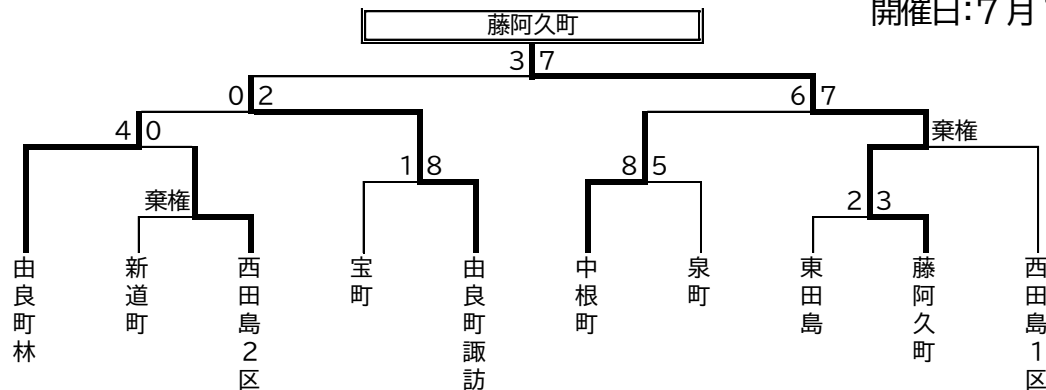 開催日:7月
藤阿久町
3 7
0 2
6 7
4 0
棄権
1 8
8 5
棄権
2 3
由良町林
新道町
西田島2区
宝町
由良町諏訪
中根町
泉町
東田島
藤阿久町
西田島1区